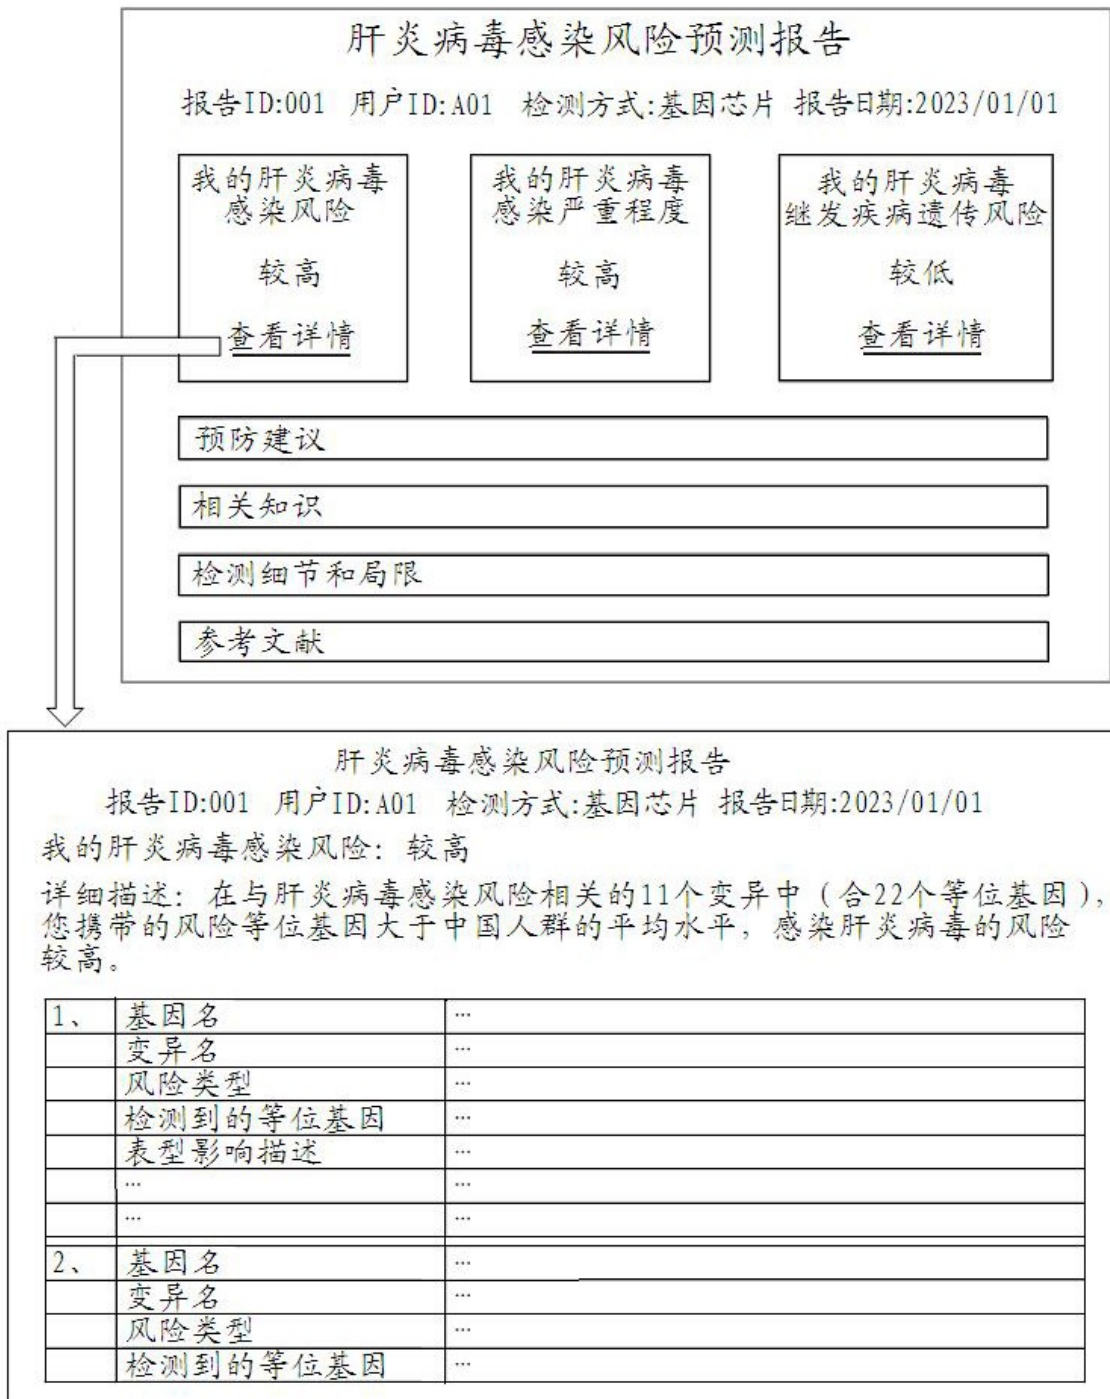 肝炎病毒感染风险预测报告
报告ID:001 用户ID:A01 检测方式:基因芯片 报告日期:2023/01/01
我的肝炎病毒
感染风险
较高
查看详情
我的肝炎病毒
感染严重程度
较高
查看详情
我的肝炎病毒
继发疾病遗传风险
较低
查看详情
预防建议
相关知识
检测细节和局限
参考文献
肝炎病毒感染风险预测报告
报告ID:001 用户ID:A01 检测方式:基因芯片 报告日期:2023/01/01
我的肝炎病毒感染风险：较高
详细描述：在与肝炎病毒感染风险相关的11个变异中（合22个等位基因），
您携带的风险等位基因大于中国人群的平均水平，感染肝炎病毒的风险
较高。
1、 基因名 …
变异名 …
风险类型 …
检测到的等位基因 …
表型影响描述 …
… …
… …
2、 基因名 …
变异名 …
风险类型 …
检测到的等位基因 …